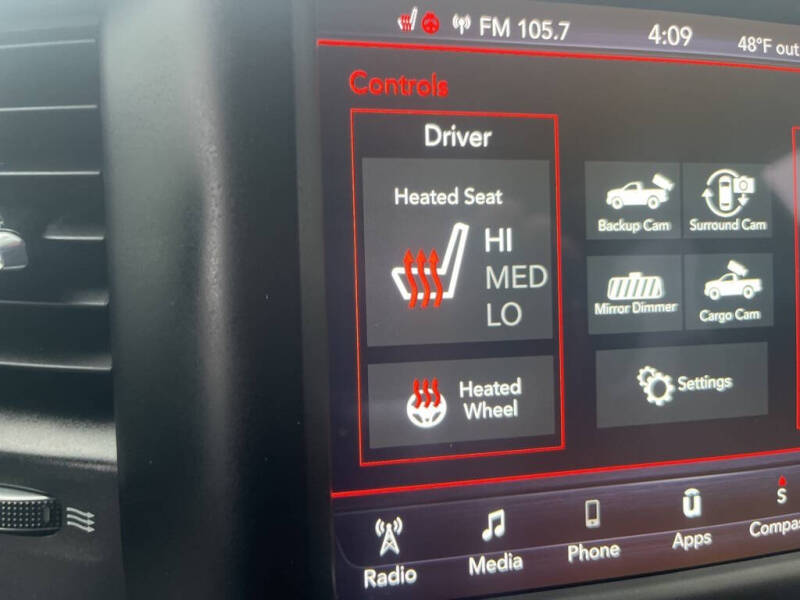 FM 105.7 4:09 48°F out
Controls
Driver
Heated Seat
HI
MED
LO
Heated
Wheel
Backup Cam Surround Cam
Mirror Dimmer Cargo Cam
Settings
Radio Media Phone Apps
S
Compas